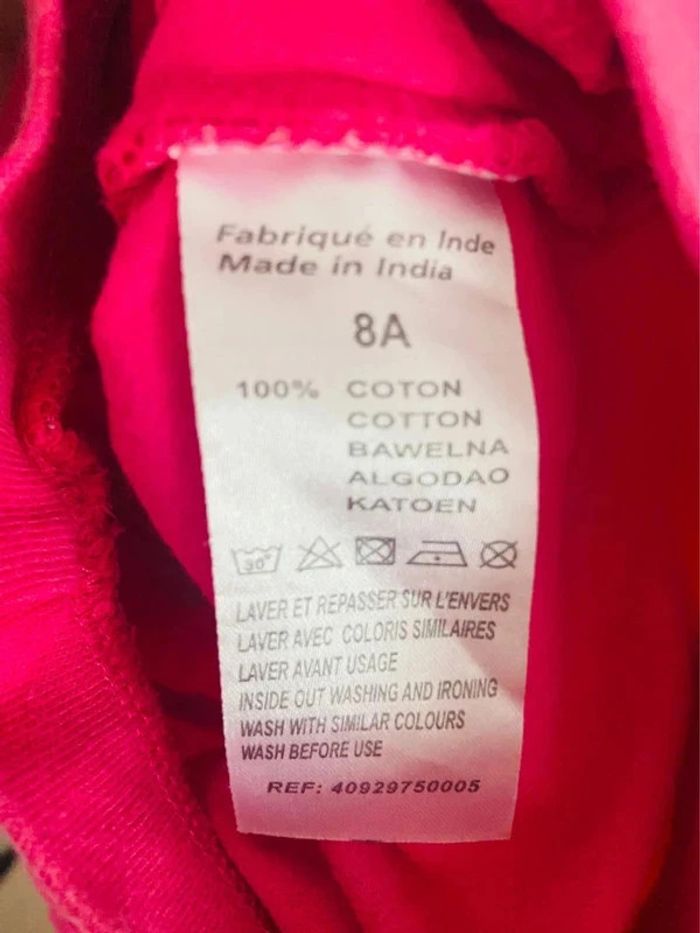 Fabriqué en Inde
Made in India
8A
100% COTON
COTTON
BAWELNA
ALGODAO
KATOEN
30°
LAVER ET REPASSER SUR L'ENVERS
LAVER AVEC COLORIS SIMILAIRES
LAVER AVANT USAGE
INSIDE OUT WASHING AND IRONING
WASH WITH SIMILAR COLOURS
WASH BEFORE USE
REF: 40929750005